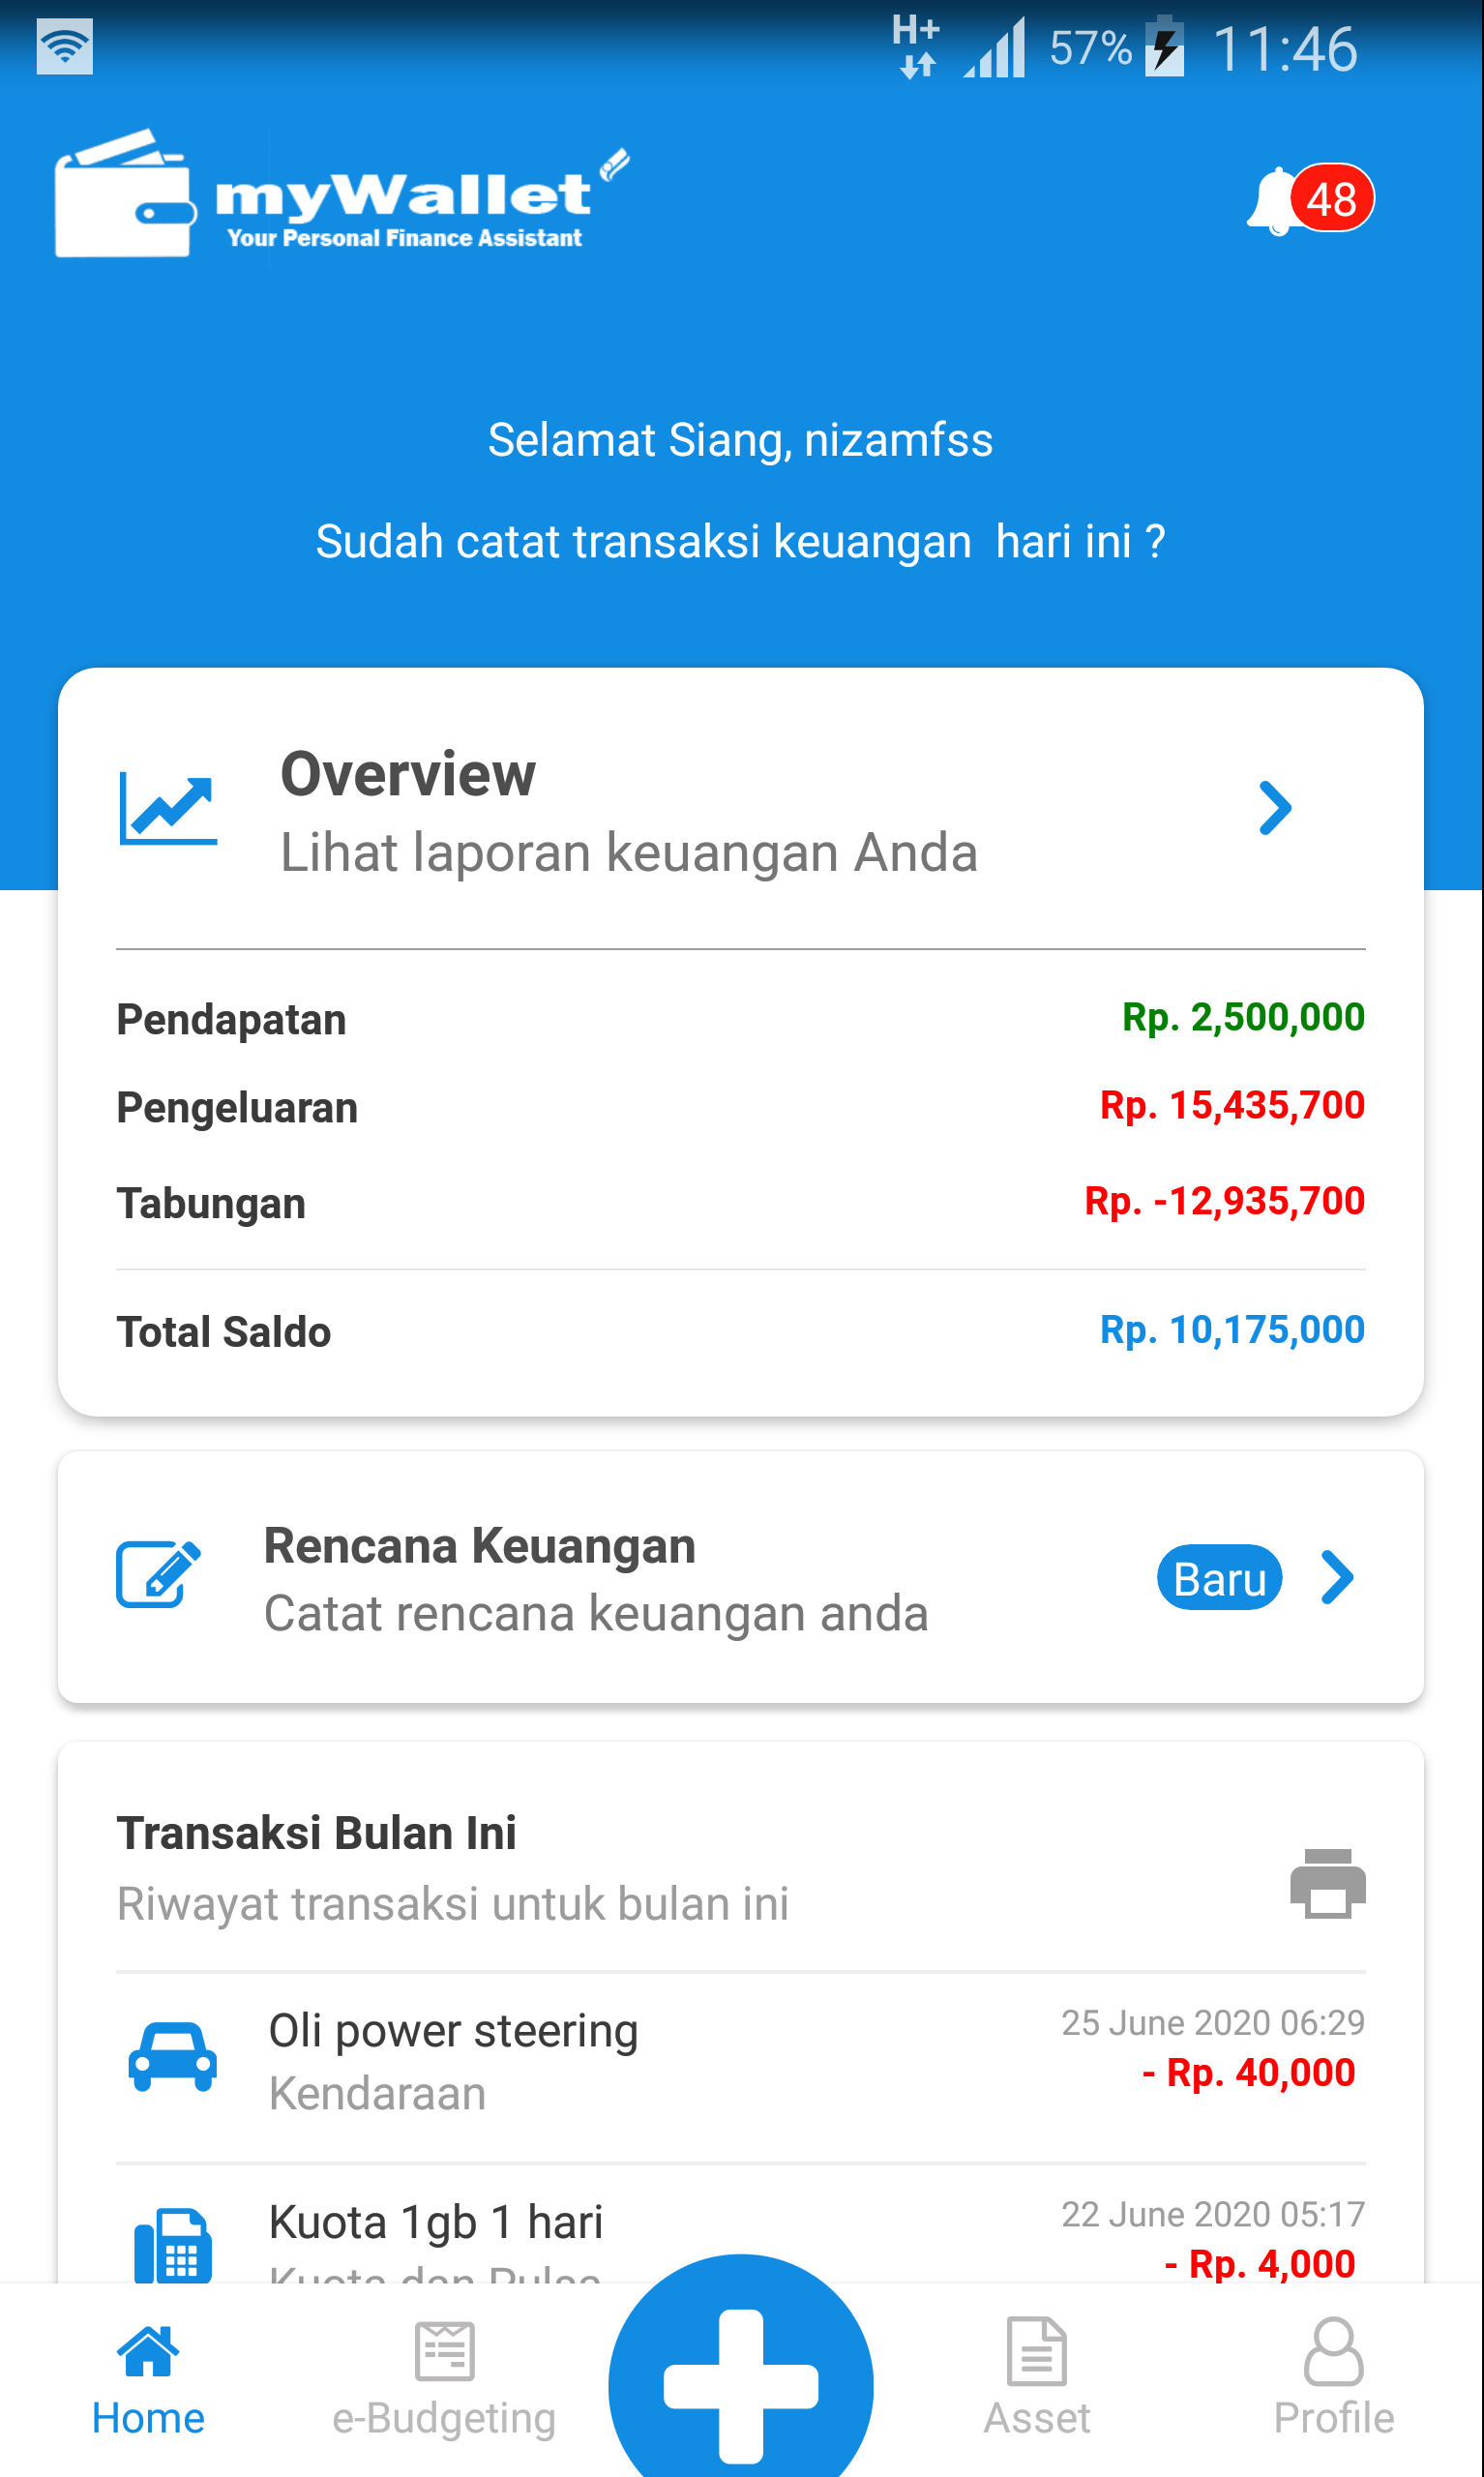 H+ 57% 11:46
myWallet
Your Personal Finance Assistant
48
Selamat Siang, nizamfss
Sudah catat transaksi keuangan hari ini ?
Overview
Lihat laporan keuangan Anda
Pendapatan Rp. 2,500,000
Pengeluaran Rp. 15,435,700
Tabungan Rp. -12,935,700
Total Saldo Rp. 10,175,000
Rencana Keuangan
Baru
Catat rencana keuangan anda
Transaksi Bulan Ini
Riwayat transaksi untuk bulan ini
Oli power steering 25 June 2020 06:29
Kendaraan - Rp. 40,000
Kuota 1gb 1 hari 22 June 2020 05:17
Kuota dan Pulsa - Rp. 4,000
Home e-Budgeting Asset Profile